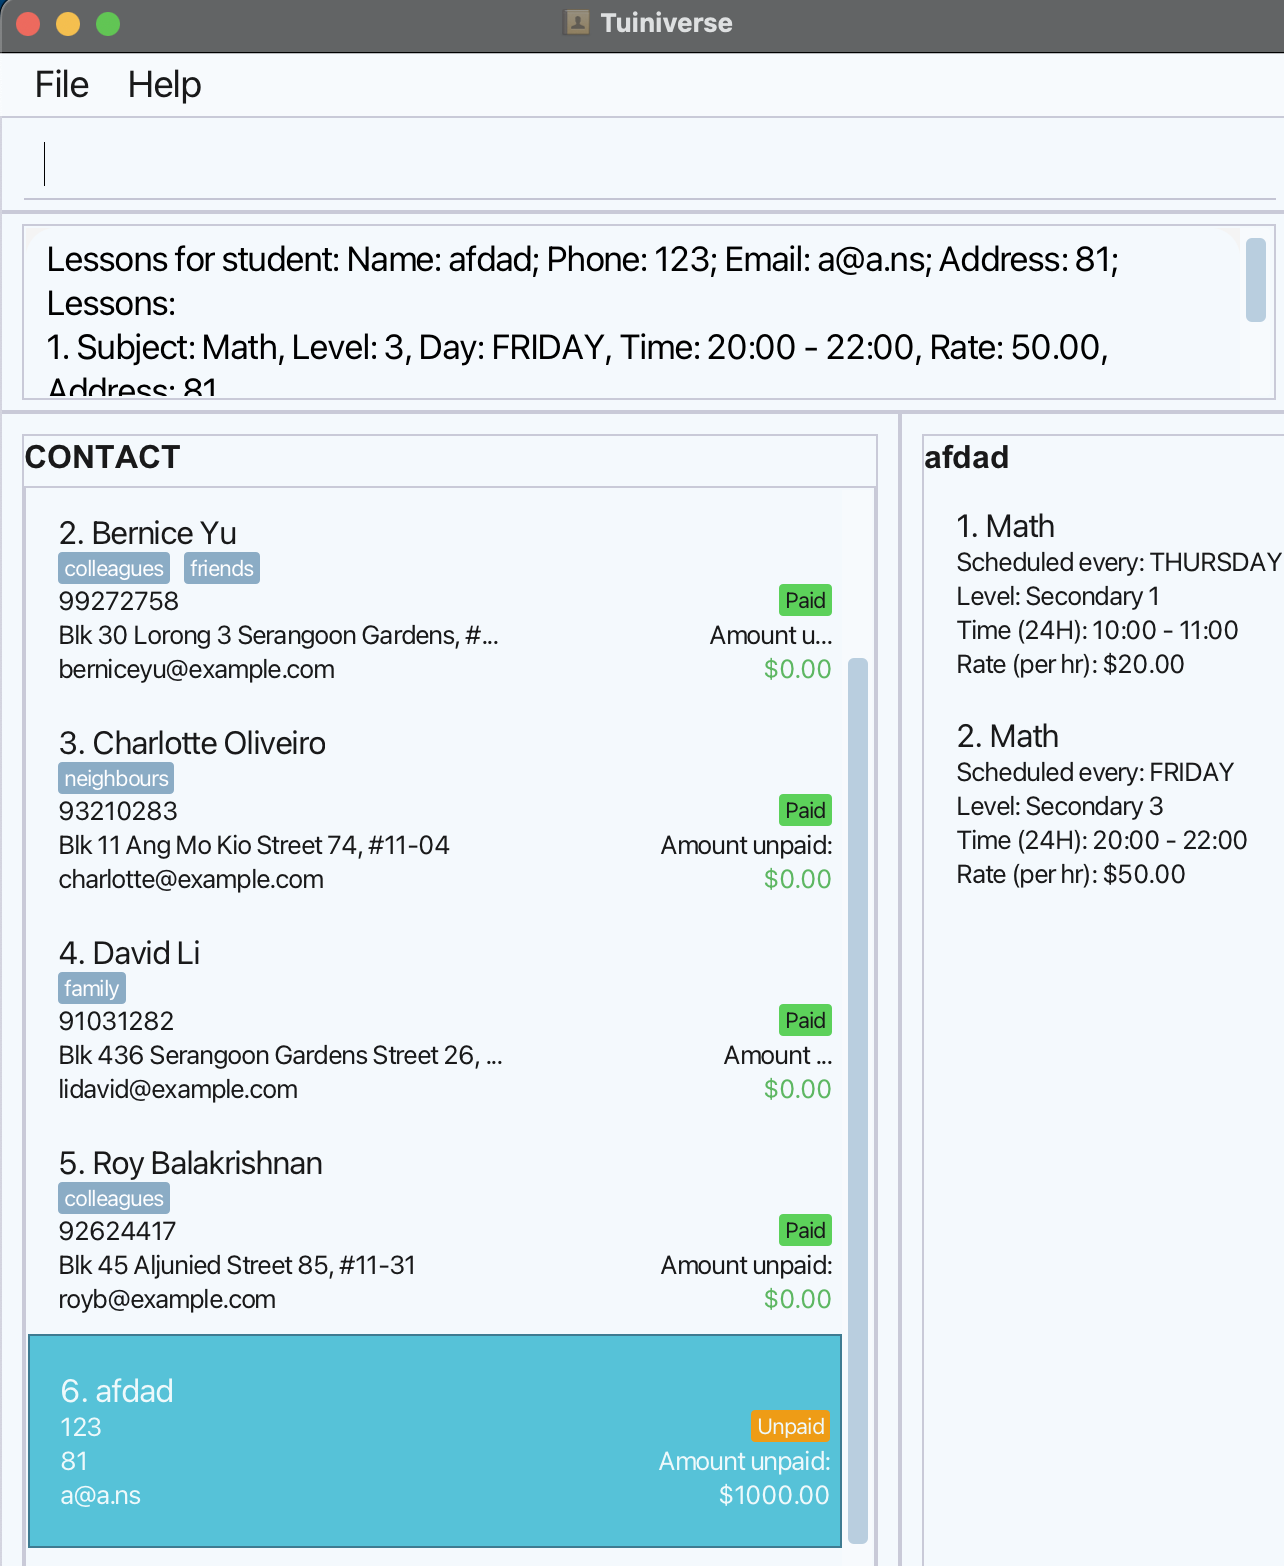 Tuiniverse
File Help
Lessons for student: Name: afdad; Phone: 123; Email: a@a.ns; Address: 81;
Lessons:
1. Subject: Math, Level: 3, Day: FRIDAY, Time: 20:00 - 22:00, Rate: 50.00,
Address: 81
CONTACT
2. Bernice Yu
colleagues friends
99272758
Paid
Blk 30 Lorong 3 Serangoon Gardens, #...
Amount u...
berniceyu@example.com
$0.00
3. Charlotte Oliveiro
neighbours
93210283
Paid
Blk 11 Ang Mo Kio Street 74, #11-04
Amount unpaid:
charlotte@example.com
$0.00
4. David Li
family
91031282
Paid
Blk 436 Serangoon Gardens Street 26, ...
Amount ...
lidavid@example.com
$0.00
5. Roy Balakrishnan
colleagues
92624417
Paid
Blk 45 Aljunied Street 85, #11-31
Amount unpaid:
royb@example.com
$0.00
6. afdad
123
Unpaid
81
Amount unpaid:
a@a.ns
$1000.00
afdad
1. Math
Scheduled every: THURSDAY
Level: Secondary 1
Time (24H): 10:00 - 11:00
Rate (per hr): $20.00
2. Math
Scheduled every: FRIDAY
Level: Secondary 3
Time (24H): 20:00 - 22:00
Rate (per hr): $50.00